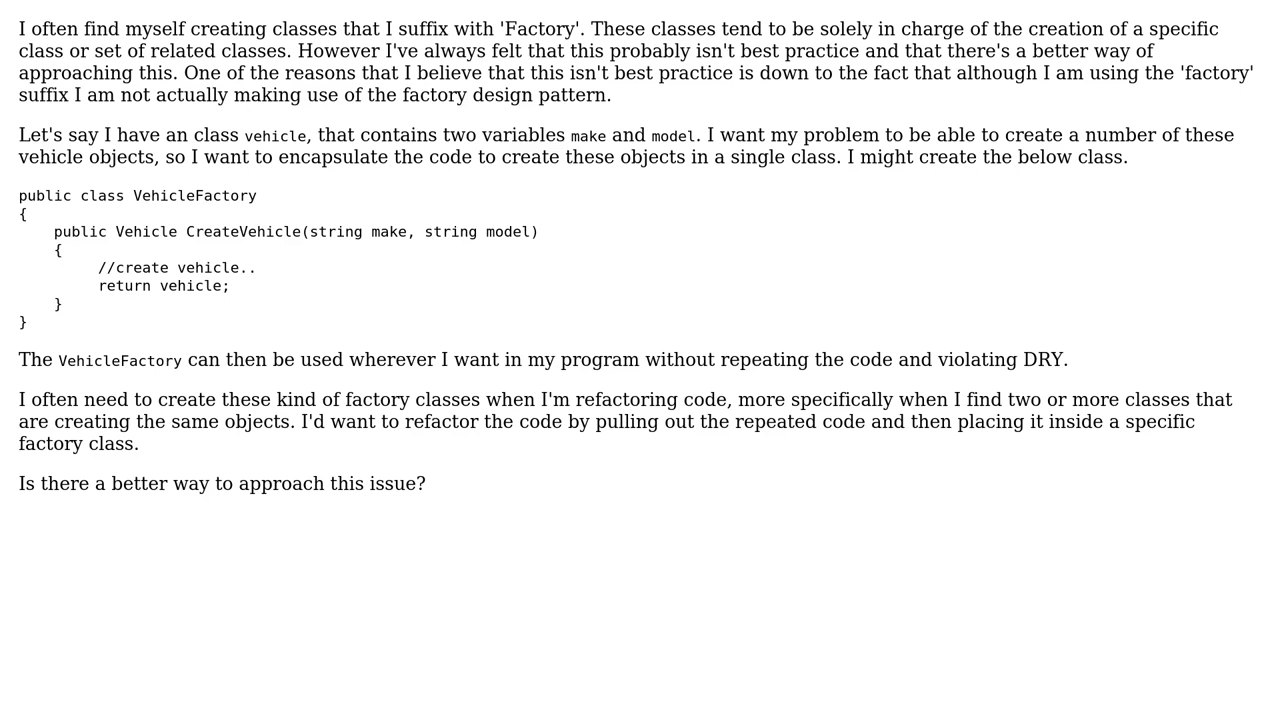 I often find myself creating classes that I suffix with 'Factory'. These classes tend to be solely in charge of the creation of a specific
class or set of related classes. However I've always felt that this probably isn't best practice and that there's a better way of
approaching this. One of the reasons that I believe that this isn't best practice is down to the fact that although I am using the 'factory'
suffix I am not actually making use of the factory design pattern.
Let's say I have an class vehicle, that contains two variables make and model. I want my problem to be able to create a number of these
vehicle objects, so I want to encapsulate the code to create these objects in a single class. I might create the below class.
public class VehicleFactory
{
    public Vehicle CreateVehicle(string make, string model)
    {
         //create vehicle..
         return vehicle;
    }
}
The VehicleFactory can then be used wherever I want in my program without repeating the code and violating DRY.
I often need to create these kind of factory classes when I'm refactoring code, more specifically when I find two or more classes that
are creating the same objects. I'd want to refactor the code by pulling out the repeated code and then placing it inside a specific
factory class.
Is there a better way to approach this issue?